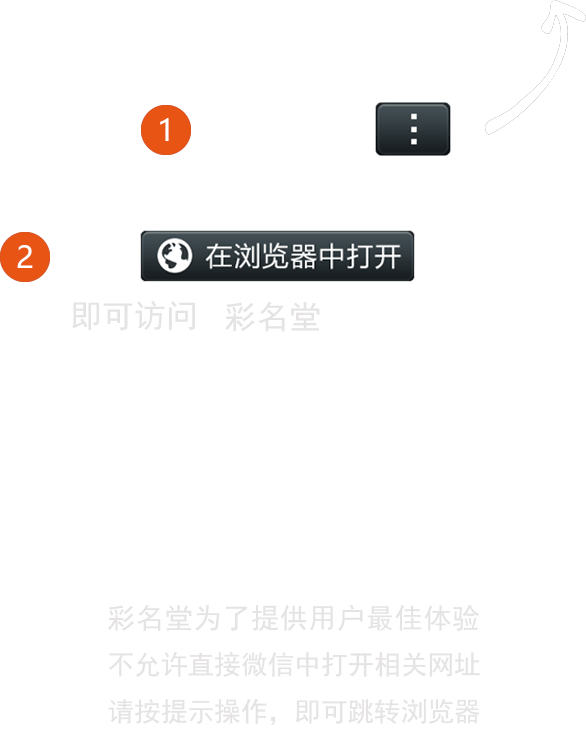 1
2 在浏览器中打开
即可访问 彩名堂
彩名堂为了提供用户最佳体验
不允许直接微信中打开相关网址
请按提示操作，即可跳转浏览器